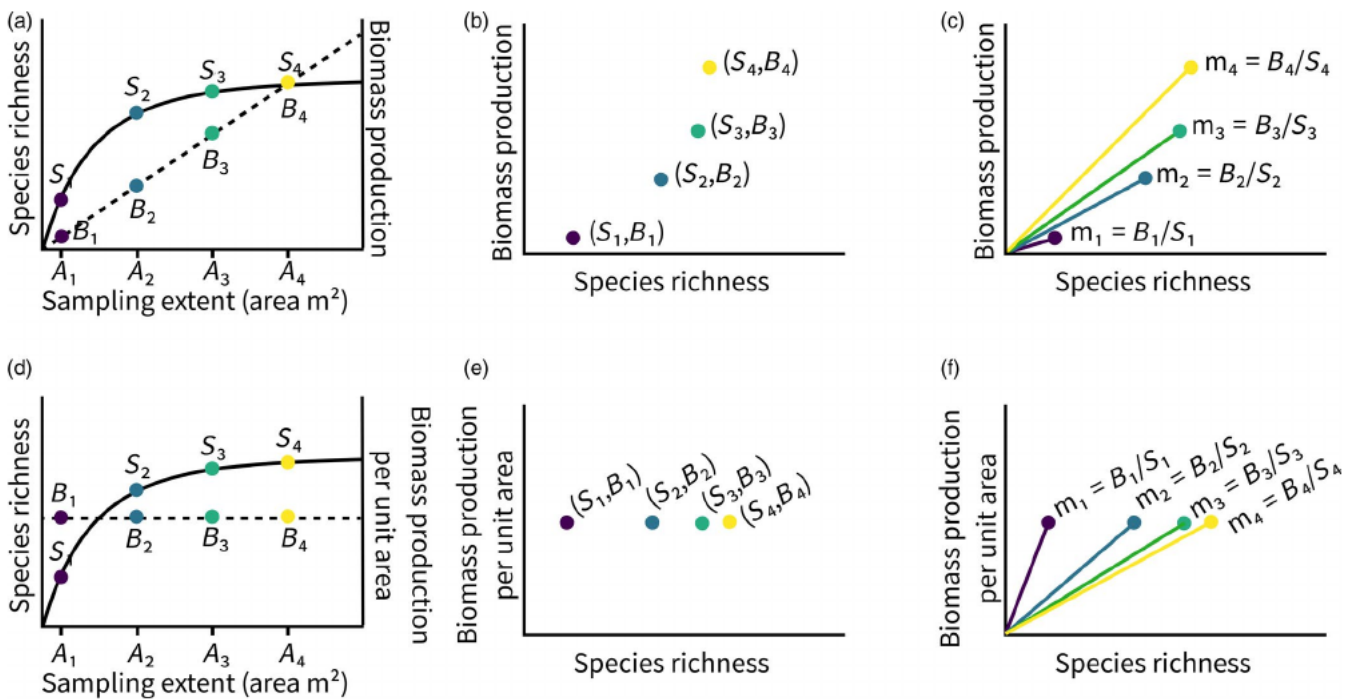 (a)
Species richness
S1
S2
S3
S4
B1
B2
B3
B4
Biomass production
A1 A2 A3 A4
Sampling extent (area m²)
(b)
Biomass production
(S4,B4)
(S3,B3)
(S2,B2)
(S1,B1)
Species richness
(c)
Biomass production
m4 = B4/S4
m3 = B3/S3
m2 = B2/S2
m1 = B1/S1
Species richness
(d)
Species richness
B1
S1
S2
S3
S4
B2
B3
B4
Biomass production
per unit area
A1 A2 A3 A4
Sampling extent (area m²)
(e)
Biomass production
per unit area
(S1,B1)
(S2,B2)
(S3,B3)
(S4,B4)
Species richness
(f)
Biomass production
per unit area
m1 = B1/S1
m2 = B2/S2
m3 = B3/S3
m4 = B4/S4
Species richness